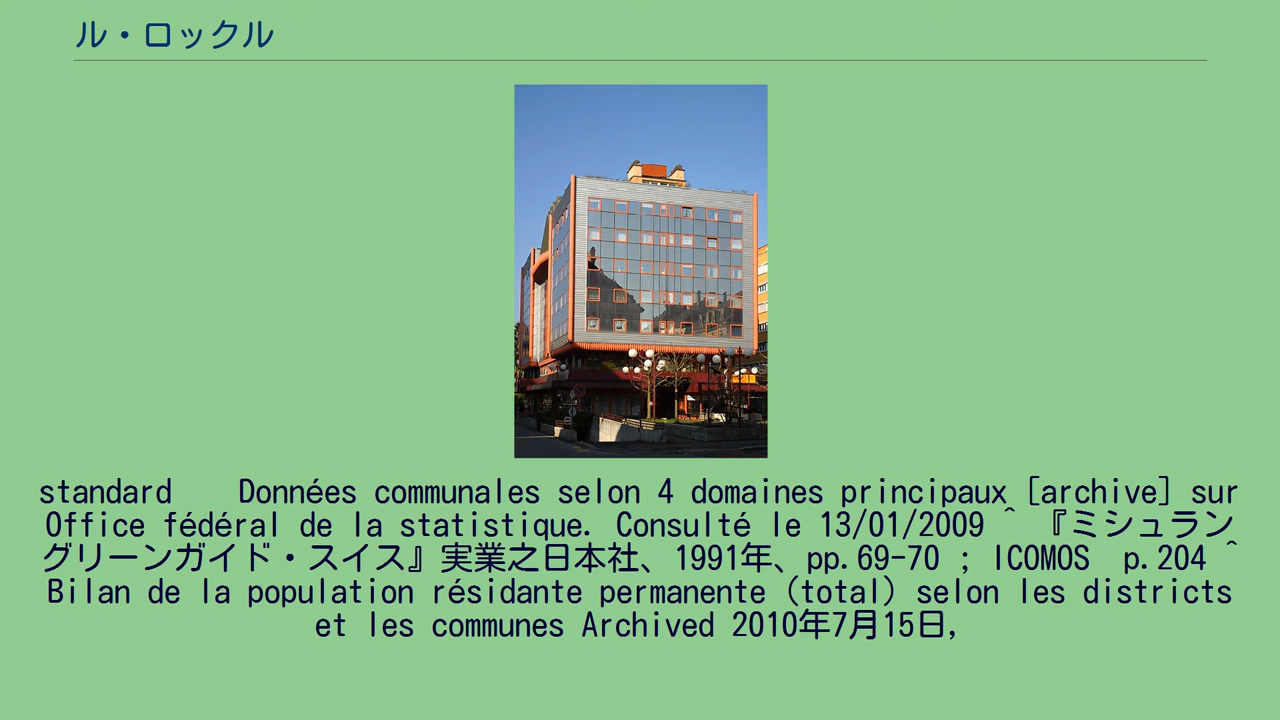 ル・ロックル
standard　　Données communales selon 4 domaines principaux [archive] sur
Office fédéral de la statistique. Consulté le 13/01/2009 ^ 『ミシュラン
グリーンガイド・スイス』実業之日本社、1991年、pp.69-70 ; ICOMOS  p.204 ^
Bilan de la population résidante permanente (total) selon les districts
et les communes Archived 2010年7月15日,